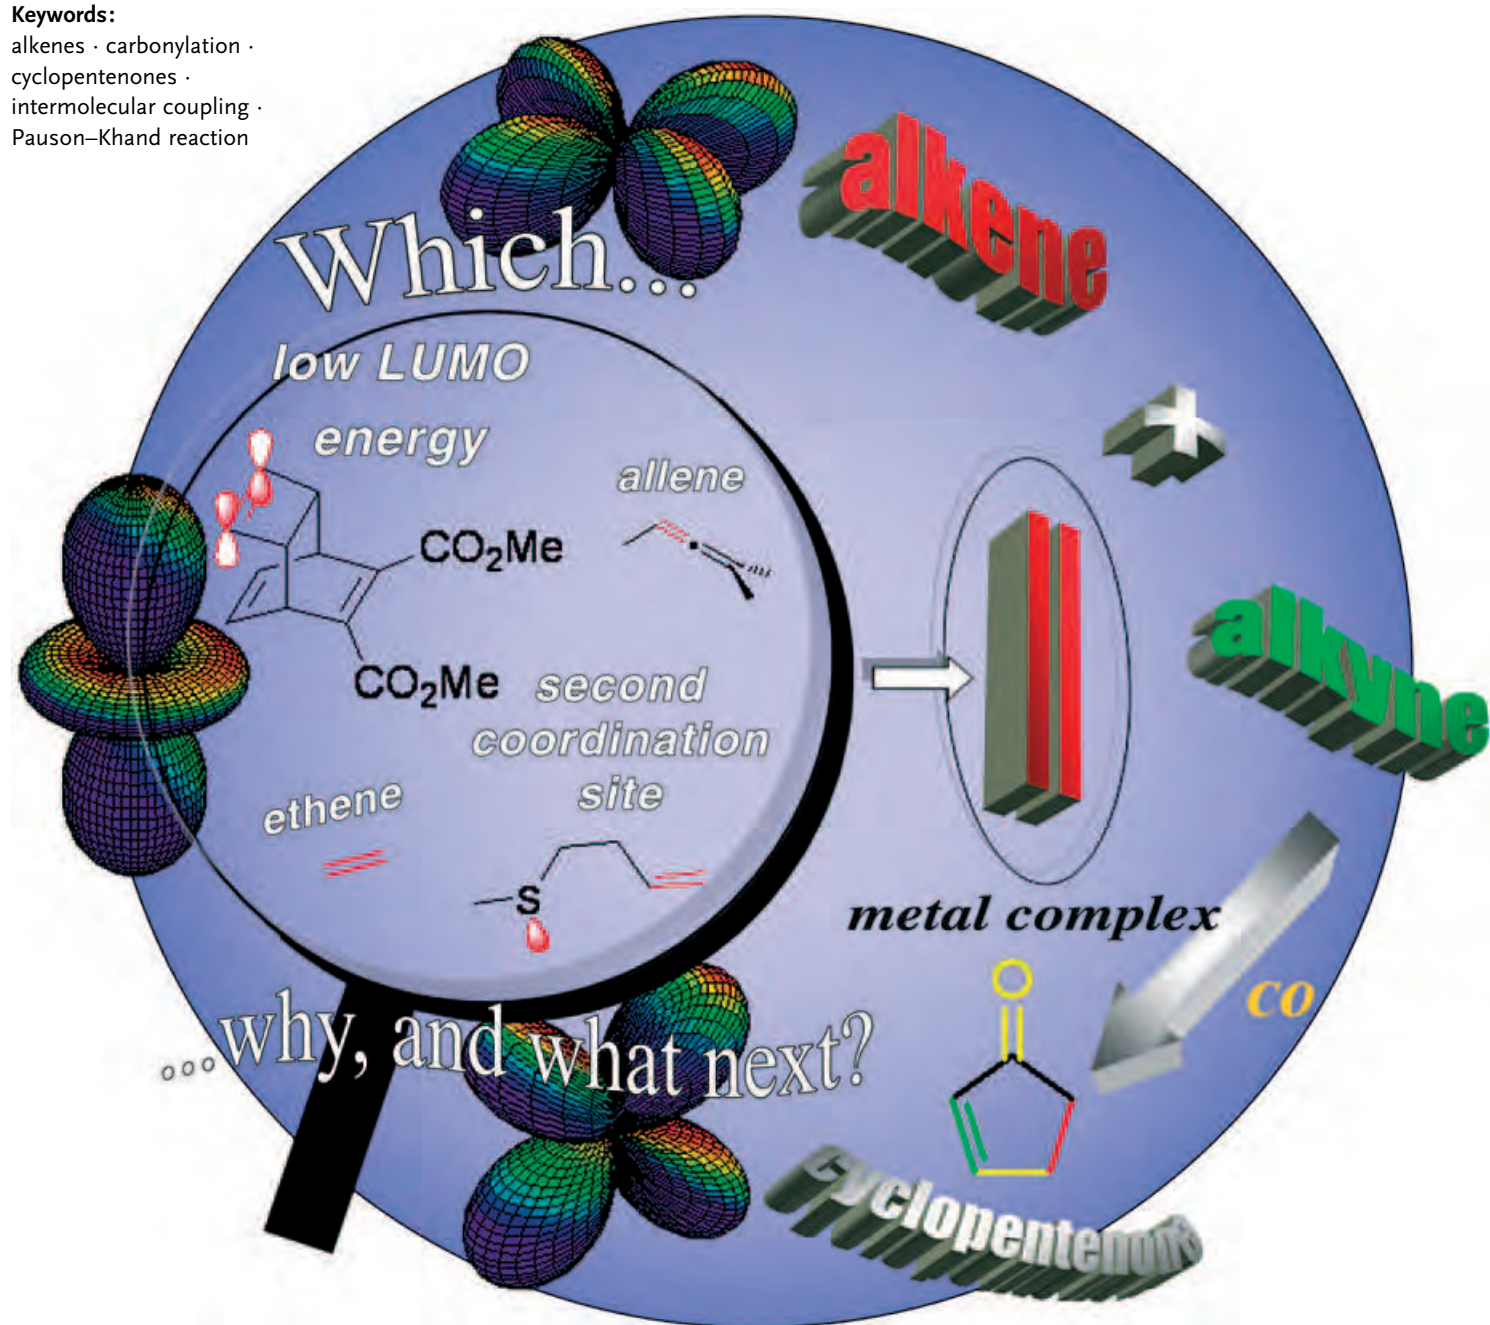 Keywords:
alkenes · carbonylation ·
cyclopentenones ·
intermolecular coupling ·
Pauson–Khand reaction
Which...
alkene
+
low LUMO
energy
allene
CO₂Me
CO₂Me
alkyne
second
coordination
site
ethene
S
metal complex
CO
O
...why, and what next?
cyclopentenone